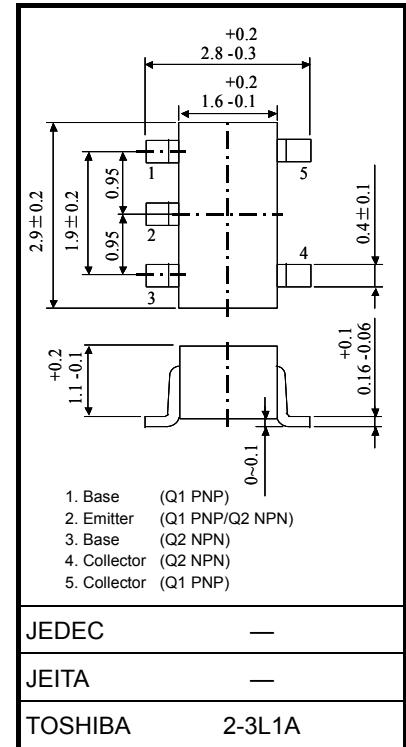 +0.2
2.8 -0.3
+0.2
1.6 -0.1
1
5
2.9 ± 0.2
1.9 ± 0.2
0.95
0.95
2
4
3
0.4 ± 0.1
+0.2
1.1 -0.1
+0.1
0.16 -0.06
0~0.1
1. Base (Q1 PNP)
2. Emitter (Q1 PNP/Q2 NPN)
3. Base (Q2 NPN)
4. Collector (Q2 NPN)
5. Collector (Q1 PNP)
JEDEC —
JEITA —
TOSHIBA 2-3L1A